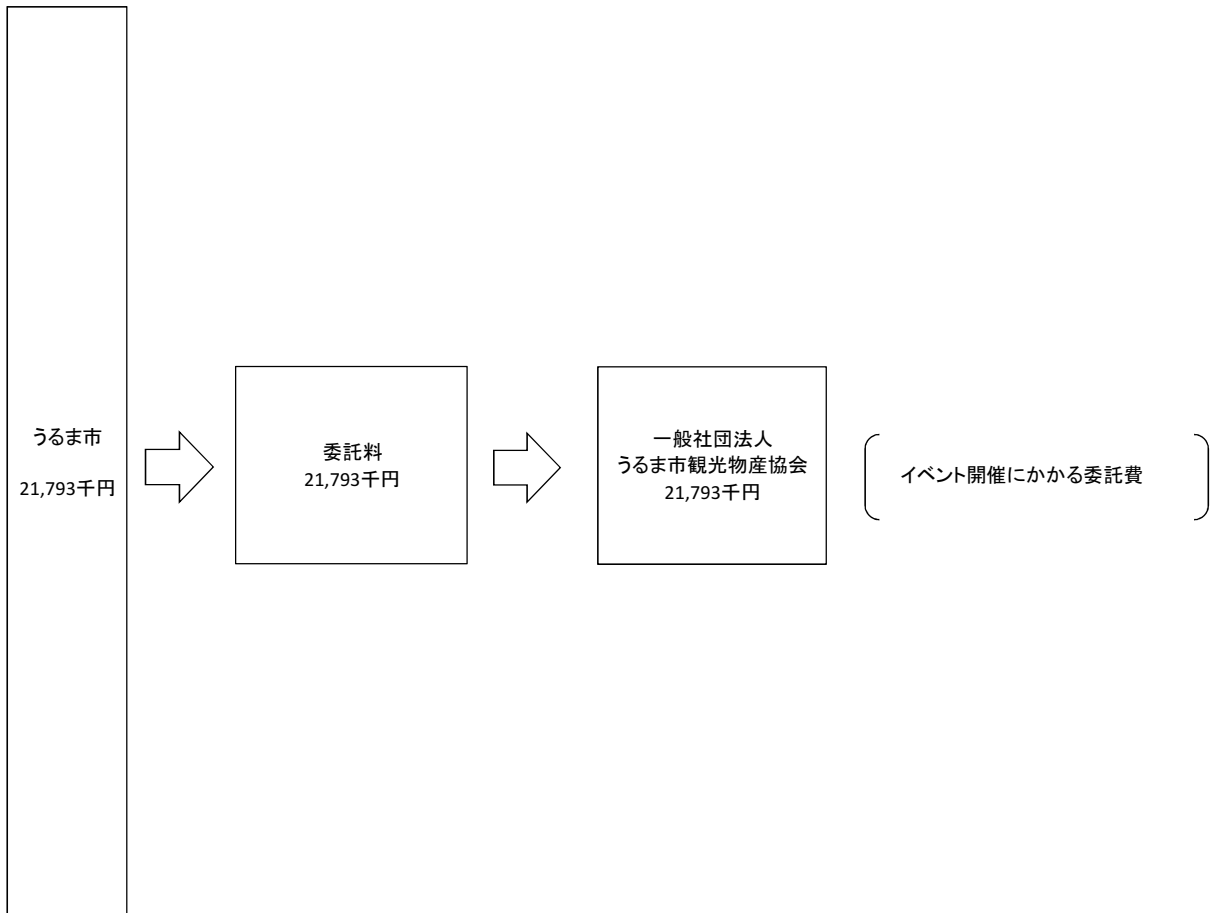 うるま市
21,793千円
委託料
21,793千円
一般社団法人
うるま市観光物産協会
21,793千円
イベント開催にかかる委託費